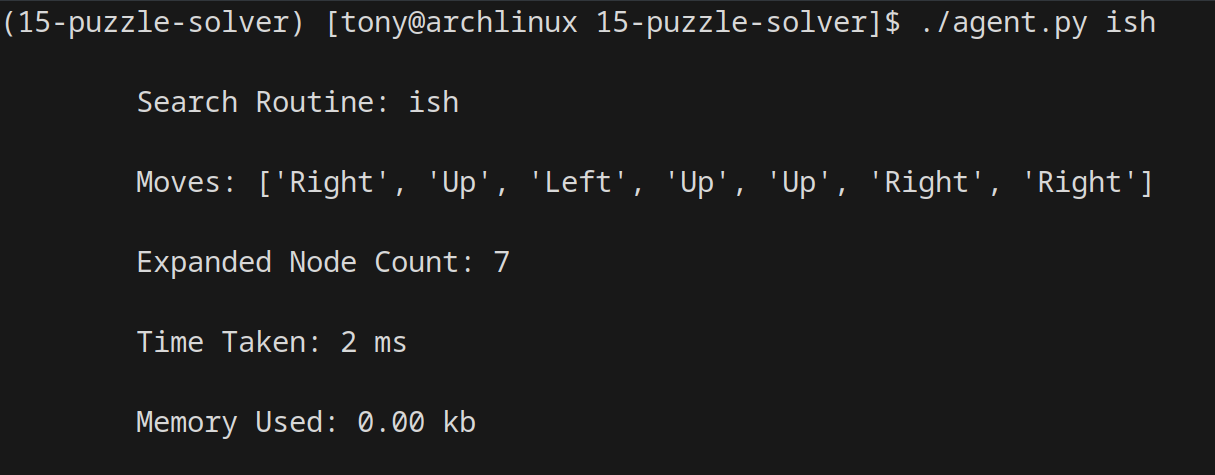 (15-puzzle-solver) [tony@archlinux 15-puzzle-solver]$ ./agent.py ish
Search Routine: ish
Moves: ['Right', 'Up', 'Left', 'Up', 'Up', 'Right', 'Right']
Expanded Node Count: 7
Time Taken: 2 ms
Memory Used: 0.00 kb